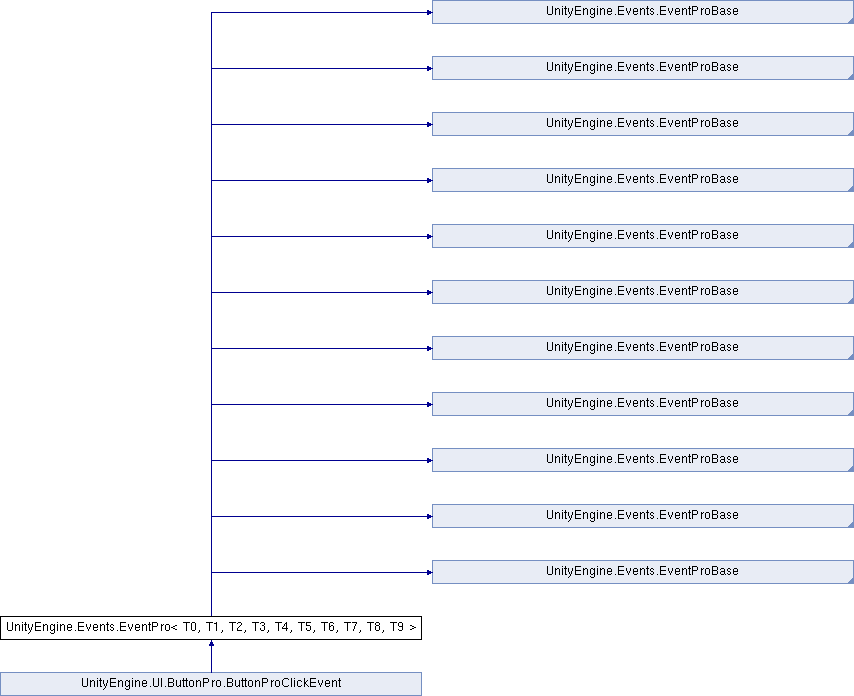 UnityEngine.Events.EventProBase
UnityEngine.Events.EventProBase
UnityEngine.Events.EventProBase
UnityEngine.Events.EventProBase
UnityEngine.Events.EventProBase
UnityEngine.Events.EventProBase
UnityEngine.Events.EventProBase
UnityEngine.Events.EventProBase
UnityEngine.Events.EventProBase
UnityEngine.Events.EventProBase
UnityEngine.Events.EventProBase
UnityEngine.Events.EventPro< T0, T1, T2, T3, T4, T5, T6, T7, T8, T9 >
UnityEngine.UI.ButtonPro.ButtonProClickEvent